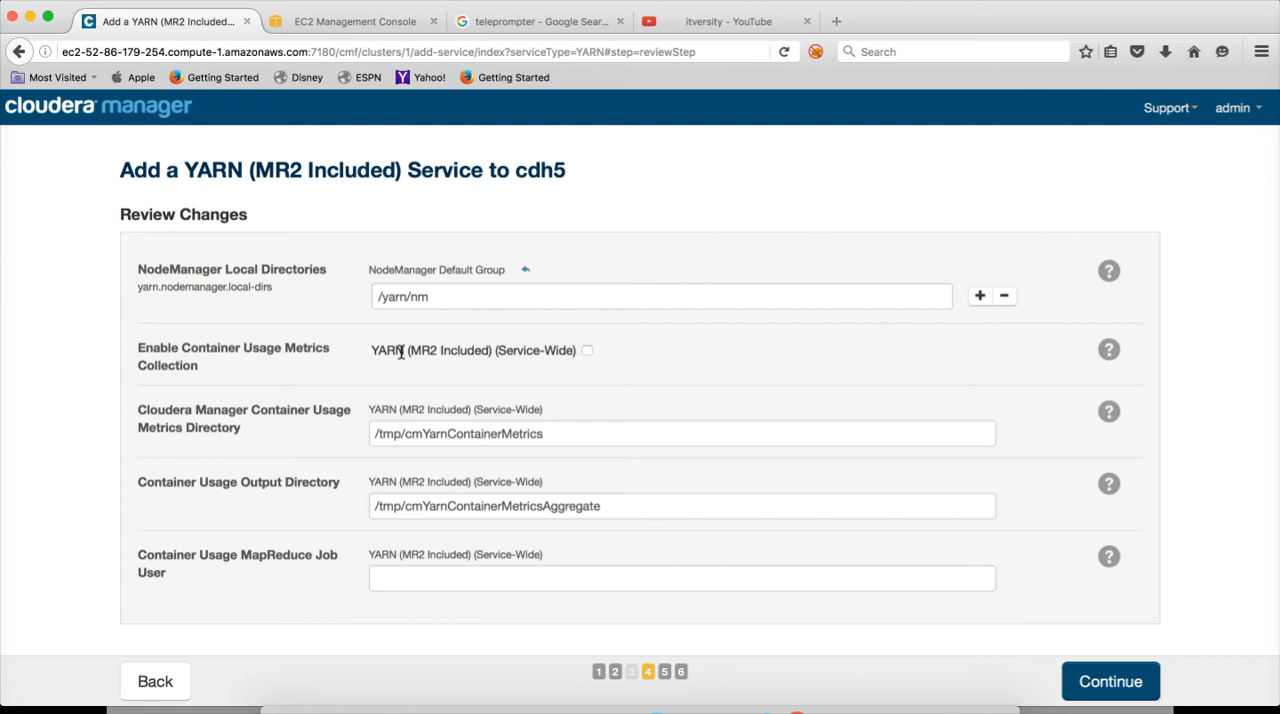 Add a YARN (MR2 Included... ×
EC2 Management Console ×
teleprompter - Google Sear... ×
itversity - YouTube ×
ec2-52-86-179-254.compute-1.amazonaws.com:7180/cmf/clusters/1/add-service/index?serviceType=YARN#step=reviewStep
Search
Most Visited
Apple
Getting Started
Disney
ESPN
Yahoo!
Getting Started
cloudera manager
Support
admin
Add a YARN (MR2 Included) Service to cdh5
Review Changes
NodeManager Local Directories
yarn.nodemanager.local-dirs
NodeManager Default Group
/yarn/nm
Enable Container Usage Metrics
Collection
YARN (MR2 Included) (Service-Wide)
Cloudera Manager Container Usage
Metrics Directory
YARN (MR2 Included) (Service-Wide)
/tmp/cmYarnContainerMetrics
Container Usage Output Directory
YARN (MR2 Included) (Service-Wide)
/tmp/cmYarnContainerMetricsAggregate
Container Usage MapReduce Job
User
YARN (MR2 Included) (Service-Wide)
Back
1 2 3 4 5 6
Continue